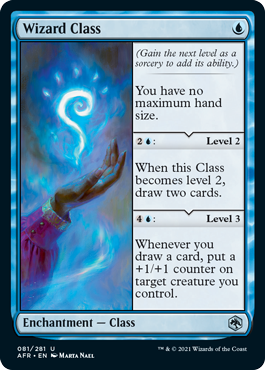 Wizard Class
(Gain the next level as a
sorcery to add its ability.)
You have no
maximum hand
size.
2 : Level 2
When this Class
becomes level 2,
draw two cards.
4 : Level 3
Whenever you
draw a card, put a
+1/+1 counter on
target creature you
control.
Enchantment — Class
081/281 U
AFR • EN MARTA NAEL
™ & © 2021 Wizards of the Coast